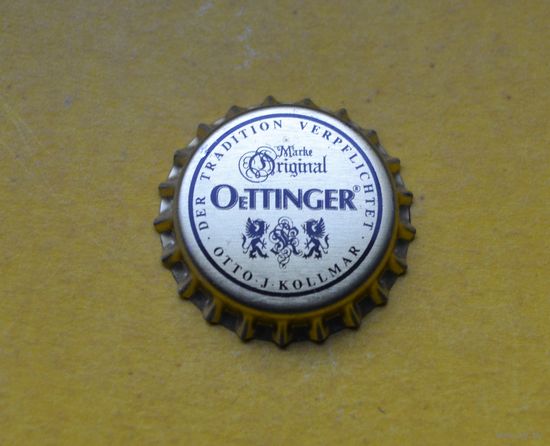 · DER TRADITION VERPFLICHTET ·
Marke
Original
OETTINGER®
OTTO · J · KOLLMAR